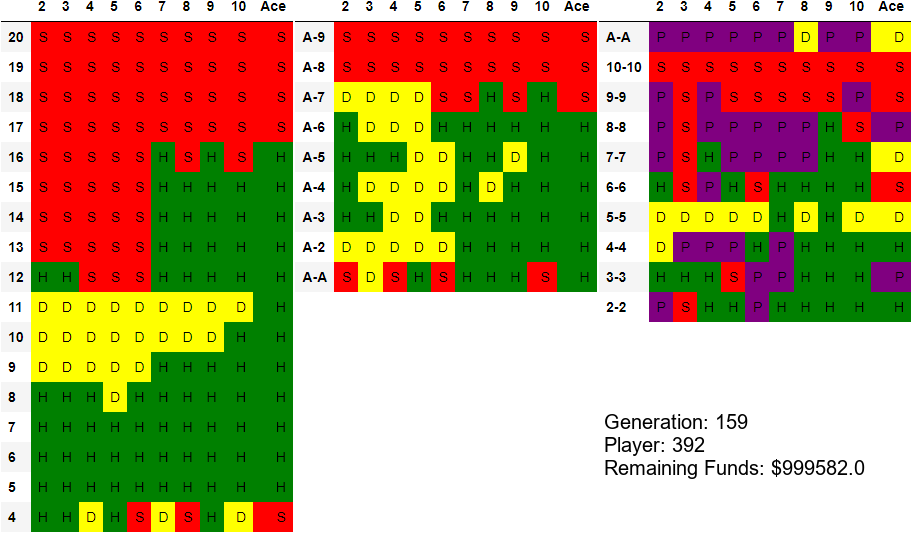 2 3 4 5 6 7 8 9 10 Ace
20 S S S S S S S S S S
19 S S S S S S S S S S
18 S S S S S S S S S S
17 S S S S S S S S S S
16 S S S S S H S H S H
15 S S S S S H H H H H
14 S S S S S H H H H H
13 S S S S S H H H H H
12 H H S S S H H H H H
11 D D D D D D D D D H
10 D D D D D D D D H H
9 D D D D D H H H H H
8 H H H D H H H H H H
7 H H H H H H H H H H
6 H H H H H H H H H H
5 H H H H H H H H H H
4 H H D H S D S H D S
2 3 4 5 6 7 8 9 10 Ace
A-9 S S S S S S S S S S
A-8 S S S S S S S S S S
A-7 D D D D S S H S H S
A-6 H D D D H H H H H H
A-5 H H H D D H H D H H
A-4 H D D D D H D H H H
A-3 H H D D H H H H H H
A-2 D D D D D H H H H H
A-A S D S H S H H H S H
2 3 4 5 6 7 8 9 10 Ace
A-A P P P P P P D P P D
10-10 S S S S S S S S S S
9-9 P S P S S S S S P S
8-8 P S P P P P P H S P
7-7 P S H P P P P H H D
6-6 H S P H S H H H H S
5-5 D D D D D H D H D D
4-4 D P P P H P H H H H
3-3 H H H S P P H H H P
2-2 P S H H P H H H H H
Generation: 159
Player: 392
Remaining Funds: $999582.0